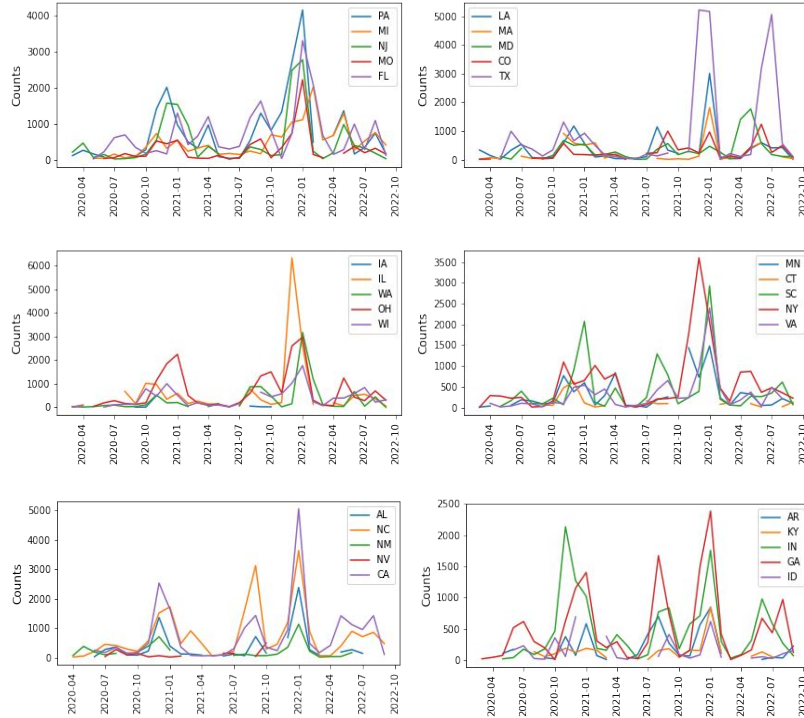 4000
3000
2000
1000
0
Counts
PA
MI
NJ
MO
FL
2020-04
2020-07
2020-10
2021-01
2021-04
2021-07
2021-10
2022-01
2022-04
2022-07
2022-10
5000
4000
3000
2000
1000
0
Counts
LA
MA
MD
CO
TX
2020-04
2020-07
2020-10
2021-01
2021-04
2021-07
2021-10
2022-01
2022-04
2022-07
2022-10
6000
5000
4000
3000
2000
1000
0
Counts
IA
IL
WA
OH
WI
2020-04
2020-07
2020-10
2021-01
2021-04
2021-07
2021-10
2022-01
2022-04
2022-07
2022-10
3500
3000
2500
2000
1500
1000
500
0
Counts
MN
CT
SC
NY
VA
2020-04
2020-07
2020-10
2021-01
2021-04
2021-07
2021-10
2022-01
2022-04
2022-07
2022-10
5000
4000
3000
2000
1000
0
Counts
AL
NC
NM
NV
CA
2020-04
2020-07
2020-10
2021-01
2021-04
2021-07
2021-10
2022-01
2022-04
2022-07
2022-10
2500
2000
1500
1000
500
0
Counts
AR
KY
IN
GA
ID
2020-04
2020-07
2020-10
2021-01
2021-04
2021-07
2021-10
2022-01
2022-04
2022-07
2022-10